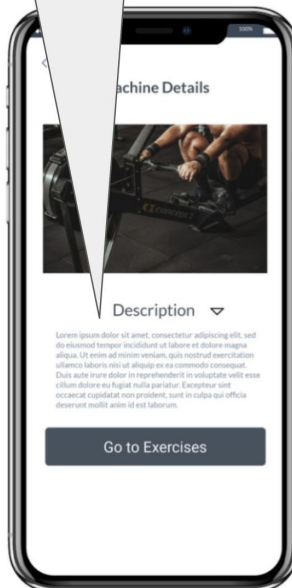 100%
achine Details
concept 2
Description
Lorem ipsum dolor sit amet, consectetur adipiscing elit, sed
do eiusmod tempor incididunt ut labore et dolore magna
aliqua. Ut enim ad minim veniam, quis nostrud exercitation
ullamco laboris nisi ut aliquip ex ea commodo consequat.
Duis aute irure dolor in reprehenderit in voluptate velit esse
cillum dolore eu fugiat nulla pariatur. Excepteur sint
occaecat cupidatat non proident, sunt in culpa qui officia
deserunt mollit anim id est laborum.
Go to Exercises